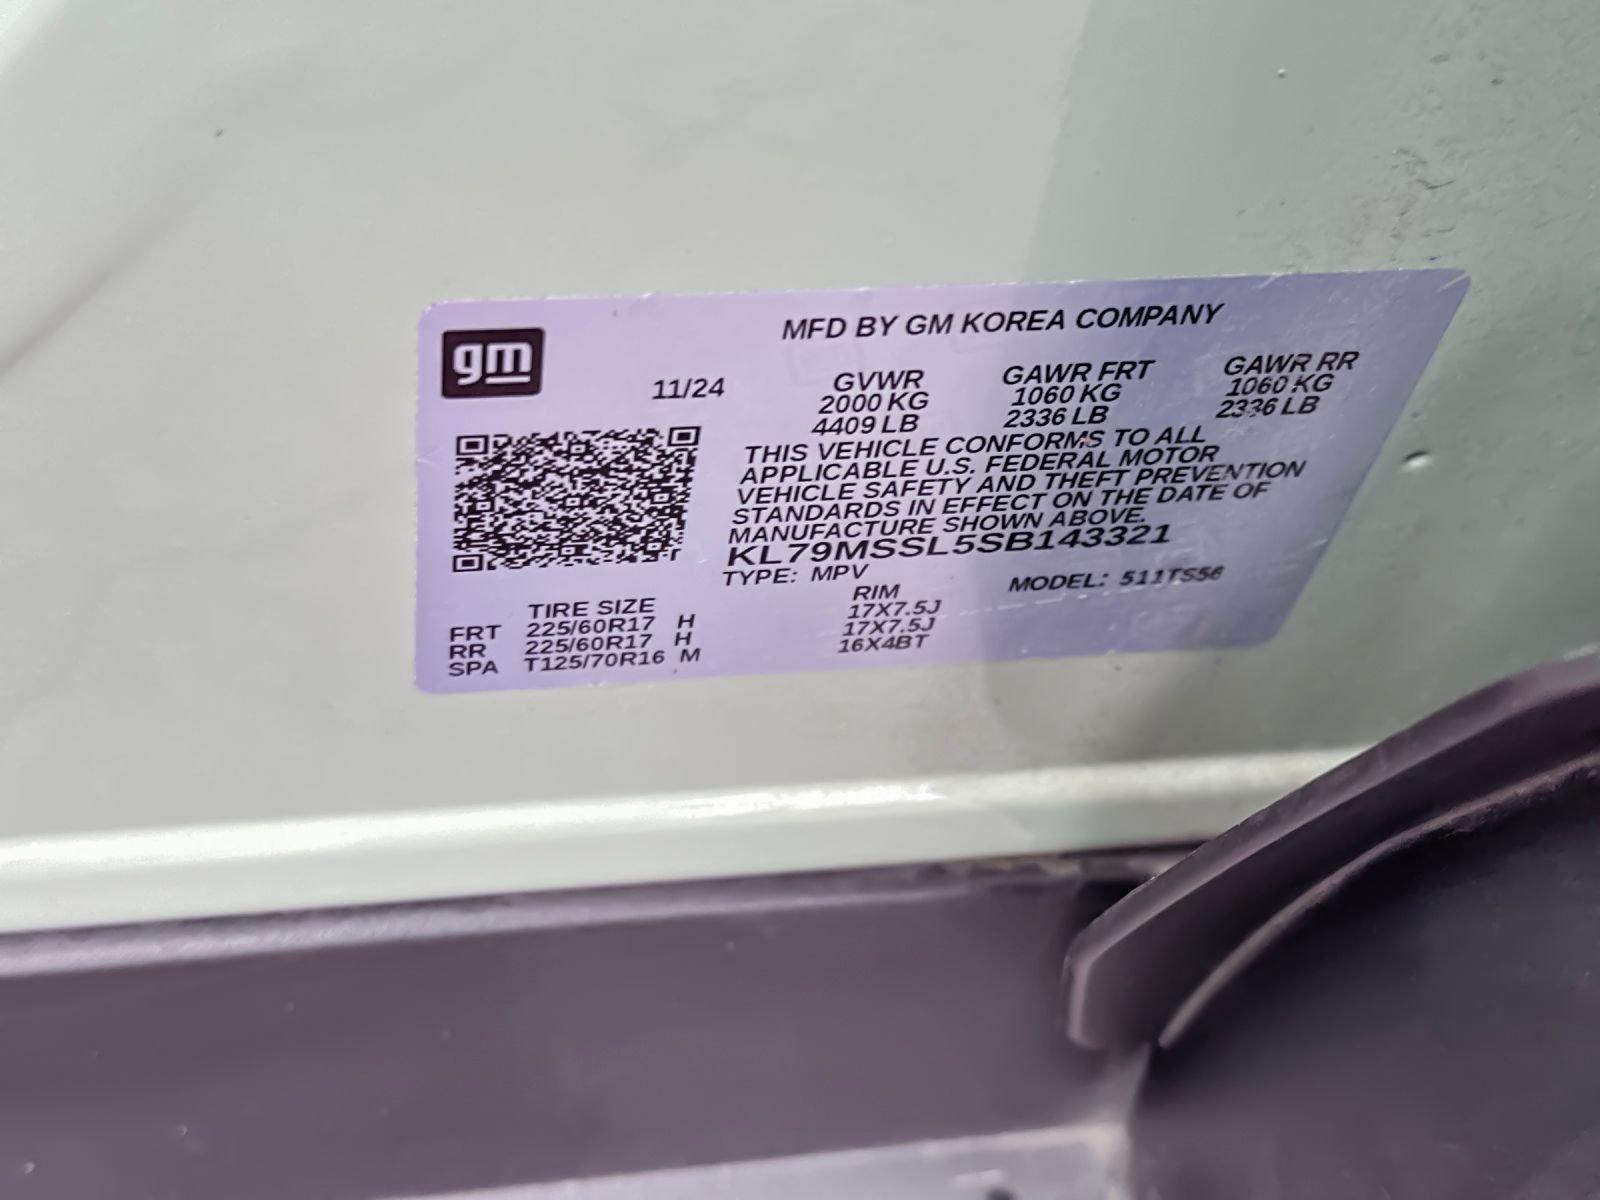 gm
MFD BY GM KOREA COMPANY
11/24 GVWR GAWR FRT GAWR RR
2000 KG 1060 KG 1060 KG
4409 LB 2336 LB 2336 LB
THIS VEHICLE CONFORMS TO ALL
APPLICABLE U.S. FEDERAL MOTOR
VEHICLE SAFETY AND THEFT PREVENTION
STANDARDS IN EFFECT ON THE DATE OF
MANUFACTURE SHOWN ABOVE.
KL79MSSL5SB143321
TYPE: MPV MODEL: 511TS56
TIRE SIZE RIM
FRT 225/60R17 H 17X7.5J
RR 225/60R17 H 17X7.5J
SPA T125/70R16 M 16X4BT